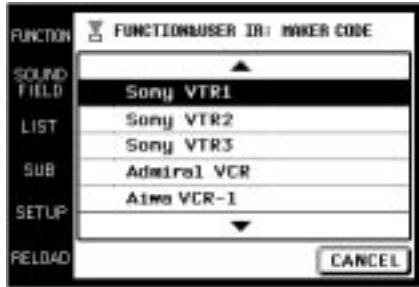 FUNCTION
FUNCTION&USER IR: MAKER CODE
SOUND
FIELD
LIST
SUB
SETUP
RELOAD
Sony VTR1
Sony VTR2
Sony VTR3
Admiral VCR
Aiwa VCR-1
CANCEL